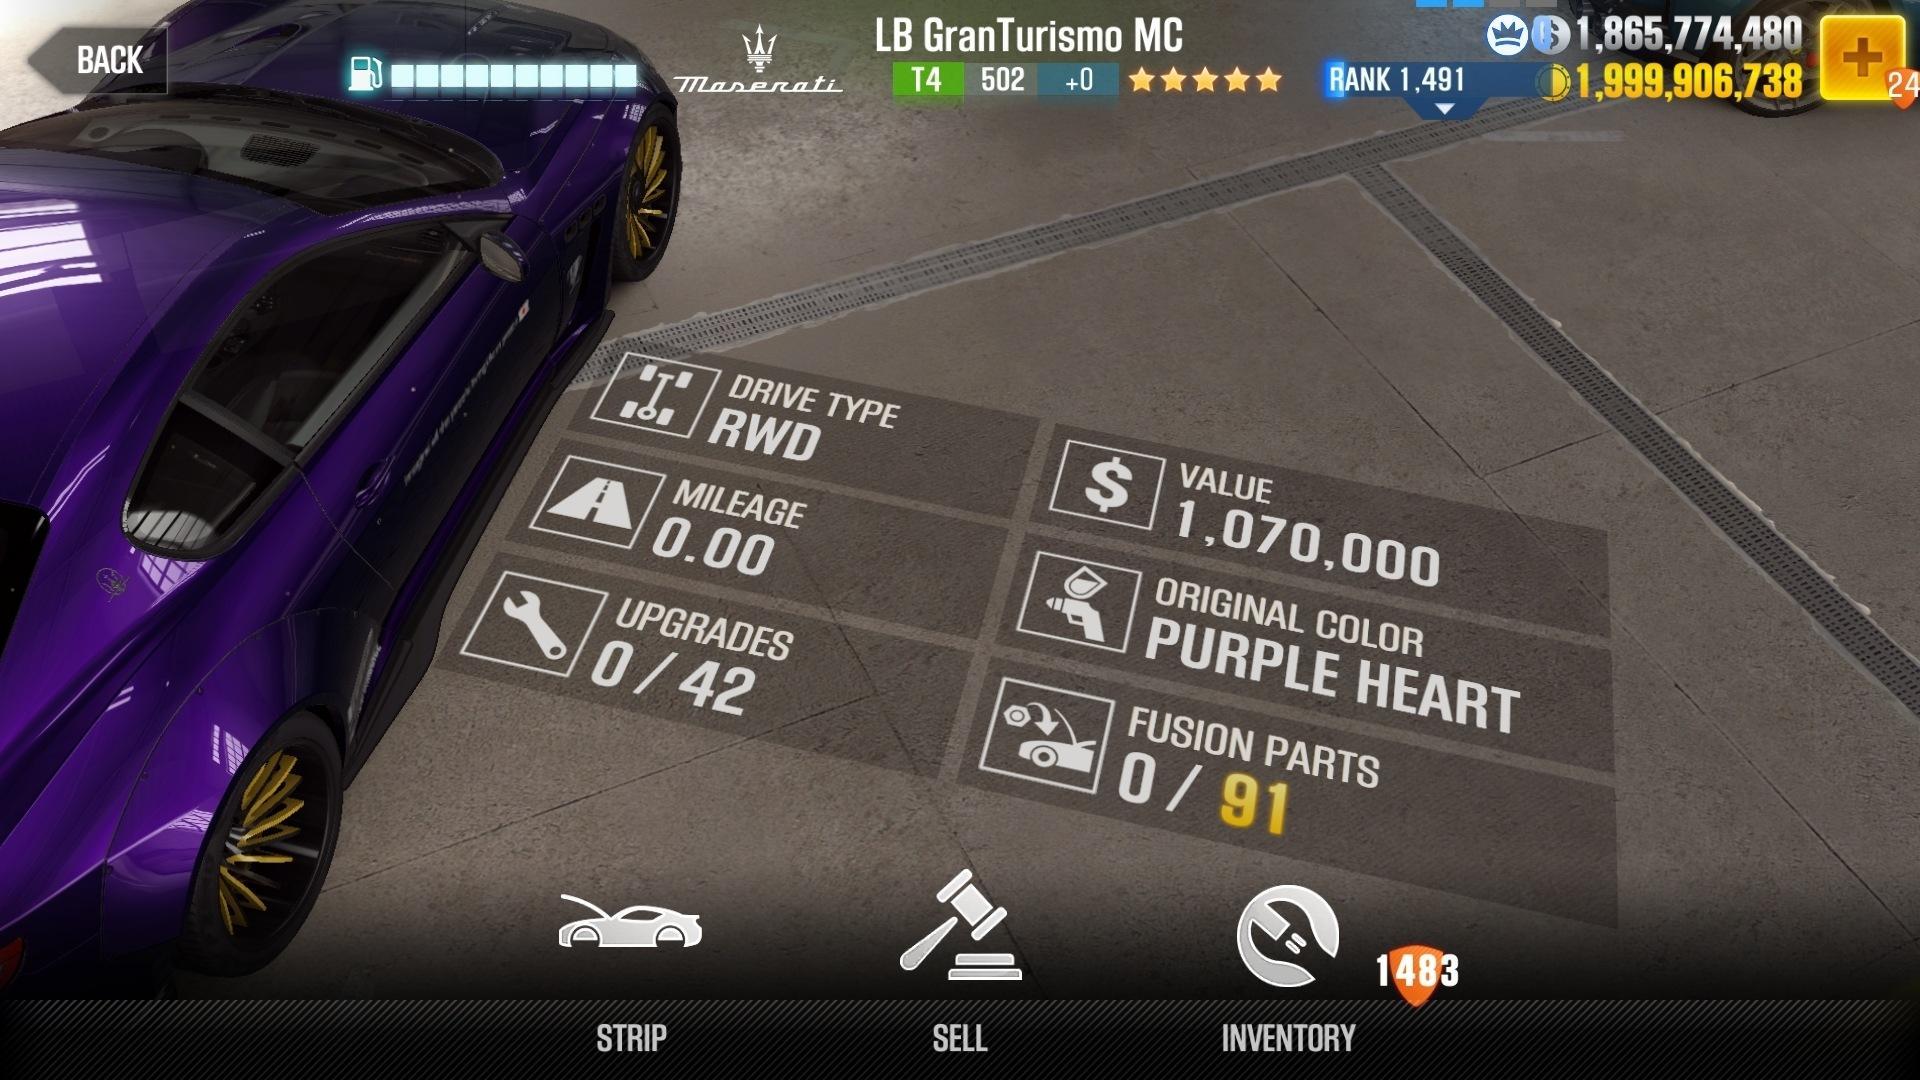 BACK
Maserati
LB GranTurismo MC
T4 502 +0
RANK 1,491
1,865,774,480
1,999,906,738
24
DRIVE TYPE
RWD
MILEAGE
0.00
UPGRADES
0 / 42
VALUE
1,070,000
ORIGINAL COLOR
PURPLE HEART
FUSION PARTS
0 / 91
1483
STRIP
SELL
INVENTORY